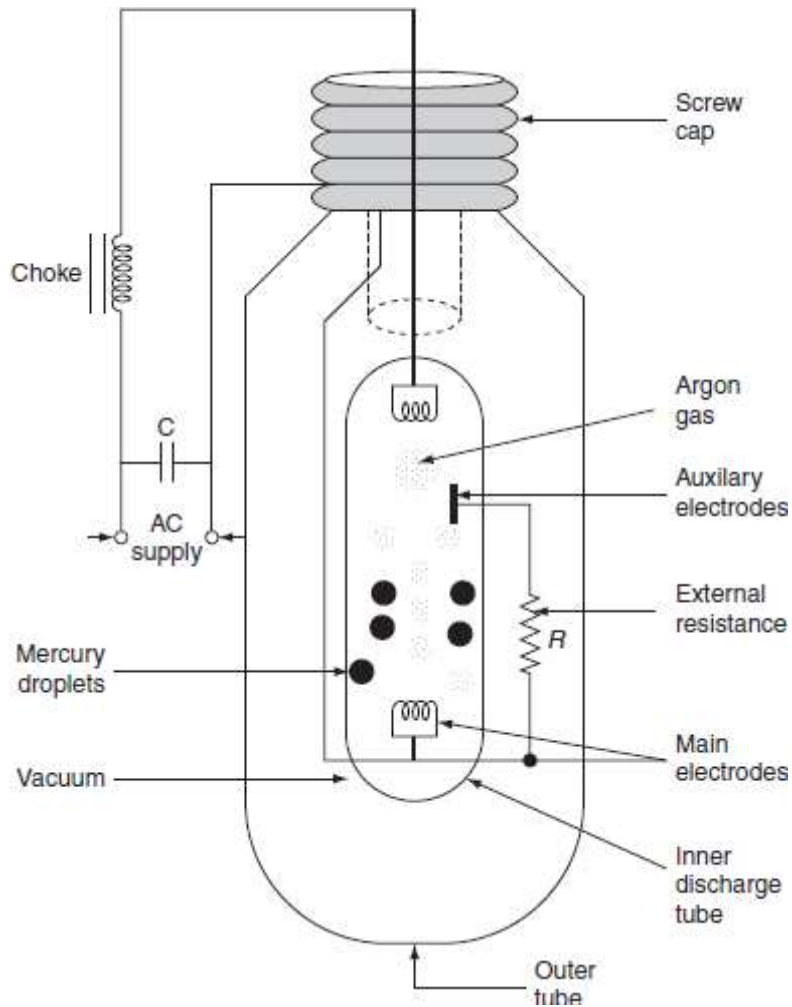 Screw
cap
Choke
Argon
gas
C
Auxilary
electrodes
AC
supply
External
resistance
R
Mercury
droplets
Main
electrodes
Vacuum
Inner
discharge
tube
Outer
tube